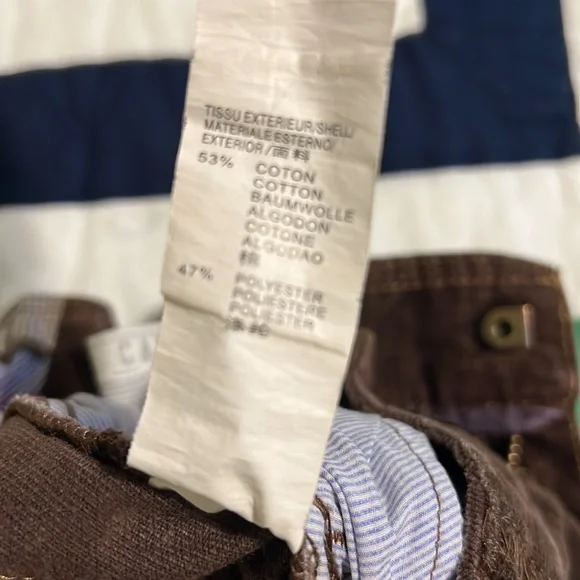 TISSU EXTERIEUR/SHELL/
MATERIALE ESTERNO/
EXTERIOR/面料
53% COTON
COTTON
BAUMWOLLE
ALGODON
COTONE
ALGODAO
棉
47% POLYESTER
POLIESTERE
POLIESTER